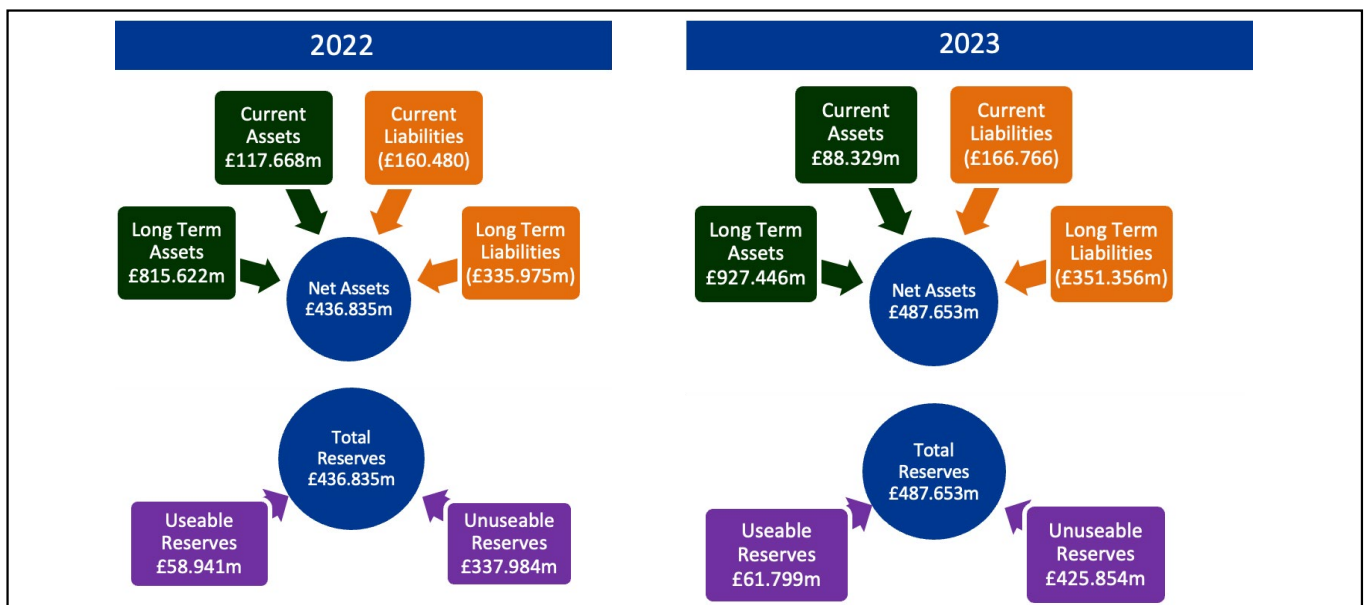 2022
Current
Assets
£117.668m
Current
Liabilities
(£160.480)
Long Term
Assets
£815.622m
Long Term
Liabilities
(£335.975m)
Net Assets
£436.835m
Total
Reserves
£436.835m
Useable
Reserves
£58.941m
Unuseable
Reserves
£337.984m
2023
Current
Assets
£88.329m
Current
Liabilities
(£166.766)
Long Term
Assets
£927.446m
Long Term
Liabilities
(£351.356m)
Net Assets
£487.653m
Total
Reserves
£487.653m
Useable
Reserves
£61.799m
Unuseable
Reserves
£425.854m